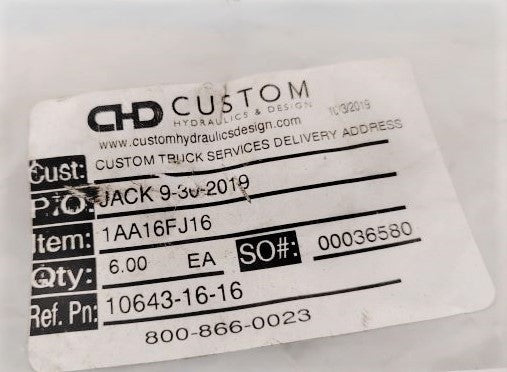 CHD CUSTOM
HYDRAULICS & DESIGN
www.customhydraulicsdesign.com 10/3/2019
Cust: CUSTOM TRUCK SERVICES DELIVERY ADDRESS
P/O: JACK 9-30-2019
Item: 1AA16FJ16
Qty: 6.00 EA SO#: 00036580
Ref. Pn: 10643-16-16
800-866-0023